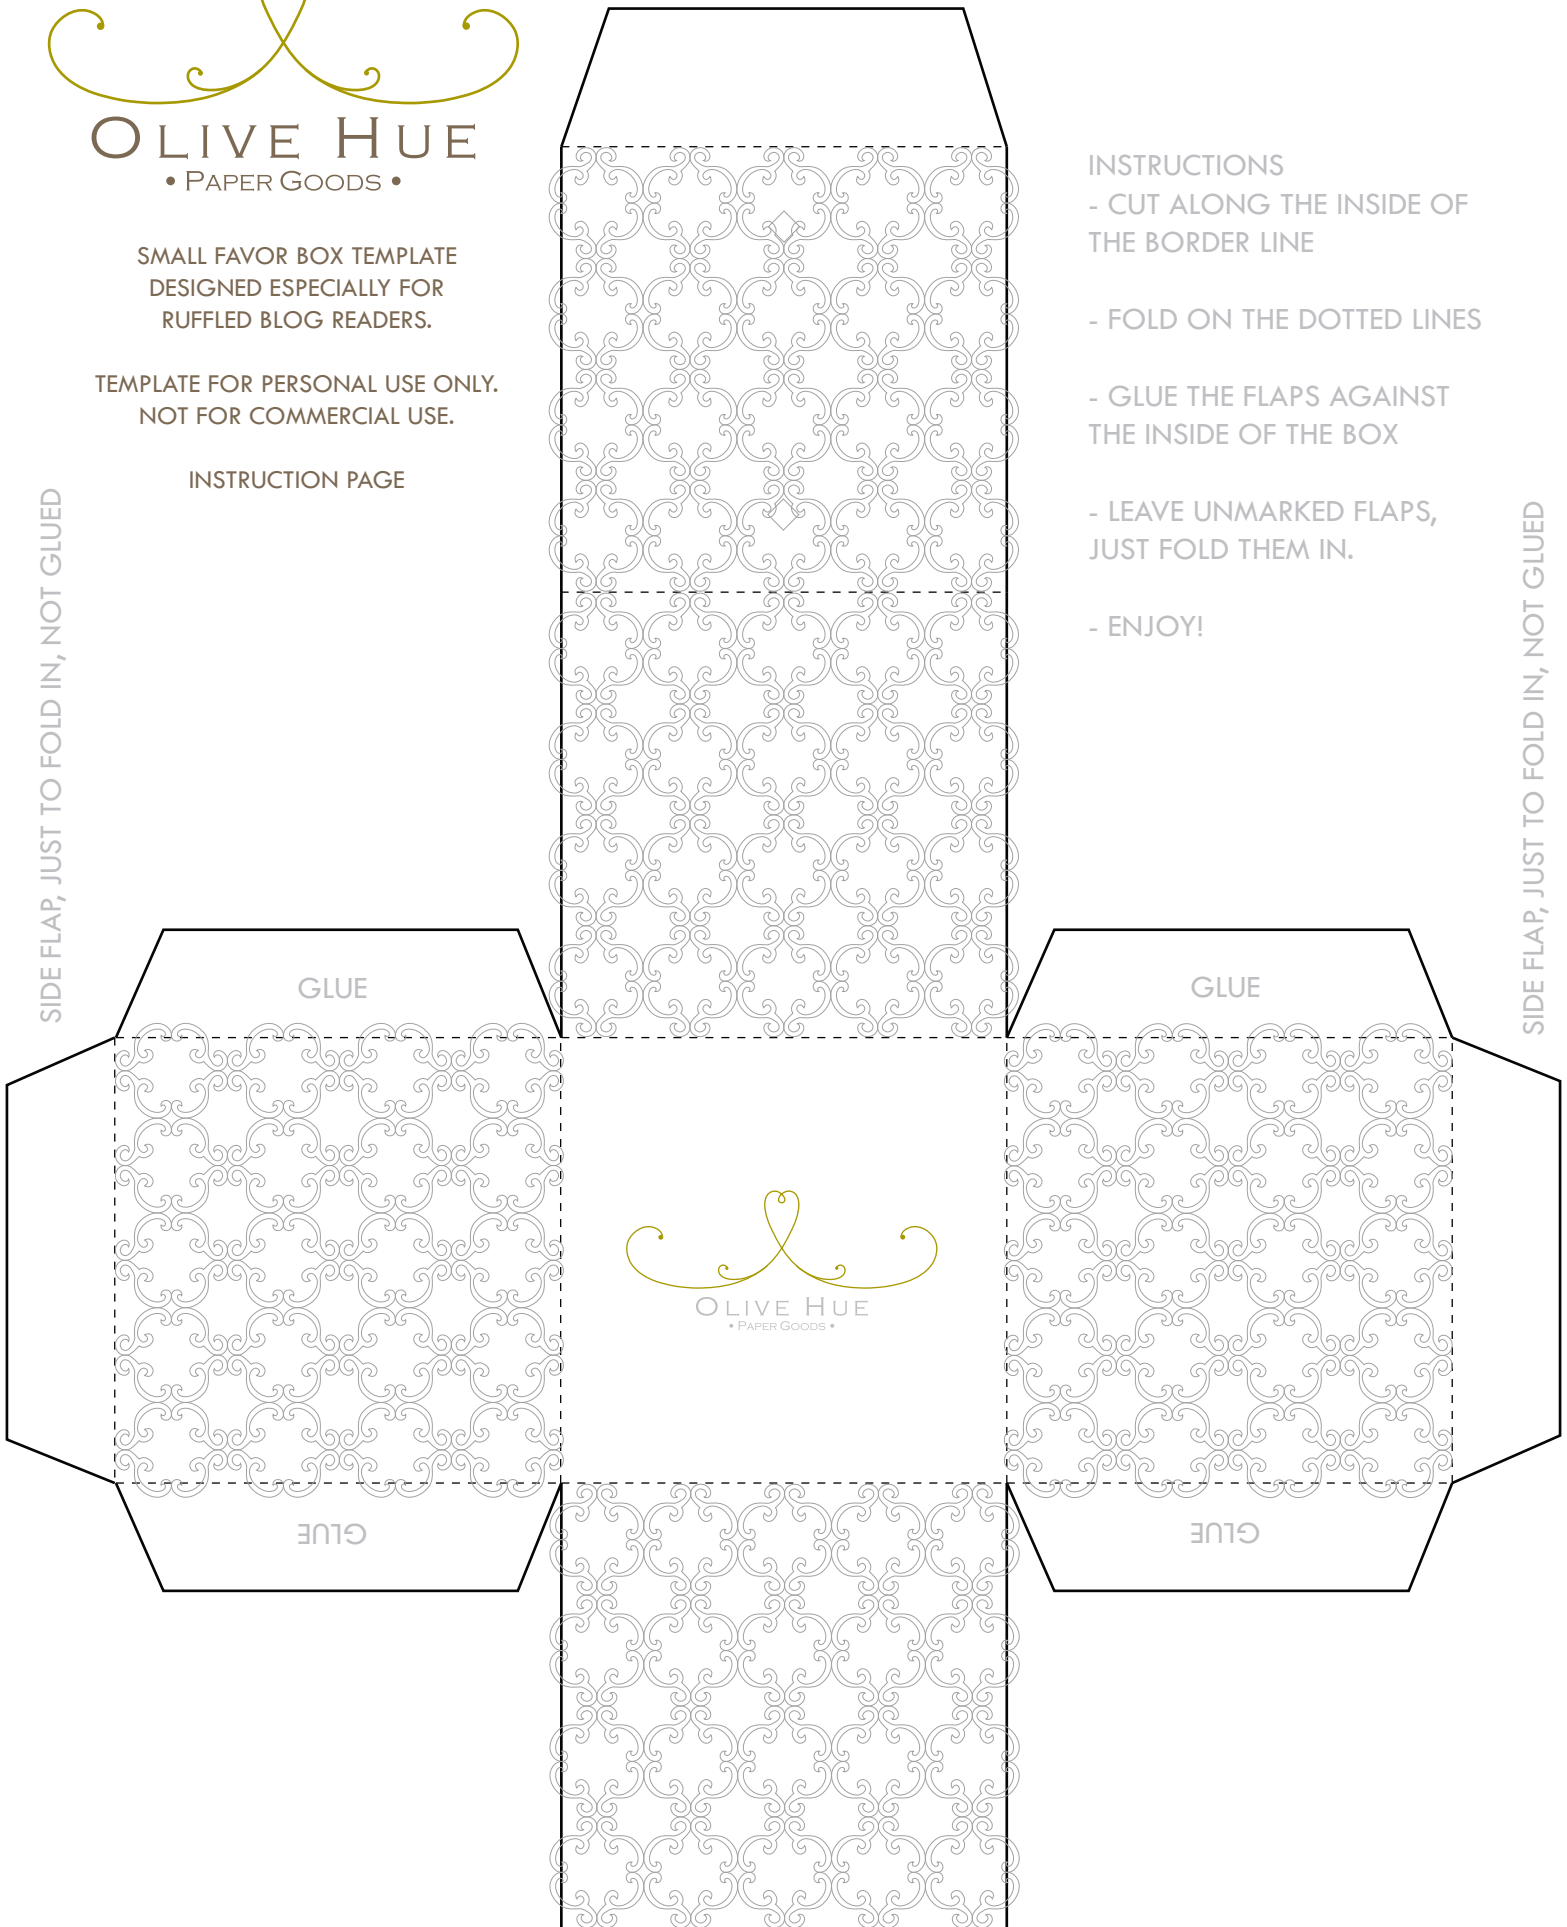 OLIVE HUE
• PAPER GOODS •
SMALL FAVOR BOX TEMPLATE
DESIGNED ESPECIALLY FOR
RUFFLED BLOG READERS.
TEMPLATE FOR PERSONAL USE ONLY.
NOT FOR COMMERCIAL USE.
INSTRUCTION PAGE
INSTRUCTIONS
- CUT ALONG THE INSIDE OF
THE BORDER LINE
- FOLD ON THE DOTTED LINES
- GLUE THE FLAPS AGAINST
THE INSIDE OF THE BOX
- LEAVE UNMARKED FLAPS,
JUST FOLD THEM IN.
- ENJOY!
SIDE FLAP, JUST TO FOLD IN, NOT GLUED
SIDE FLAP, JUST TO FOLD IN, NOT GLUED
GLUE
GLUE
OLIVE HUE
• PAPER GOODS •
GLUE
GLUE